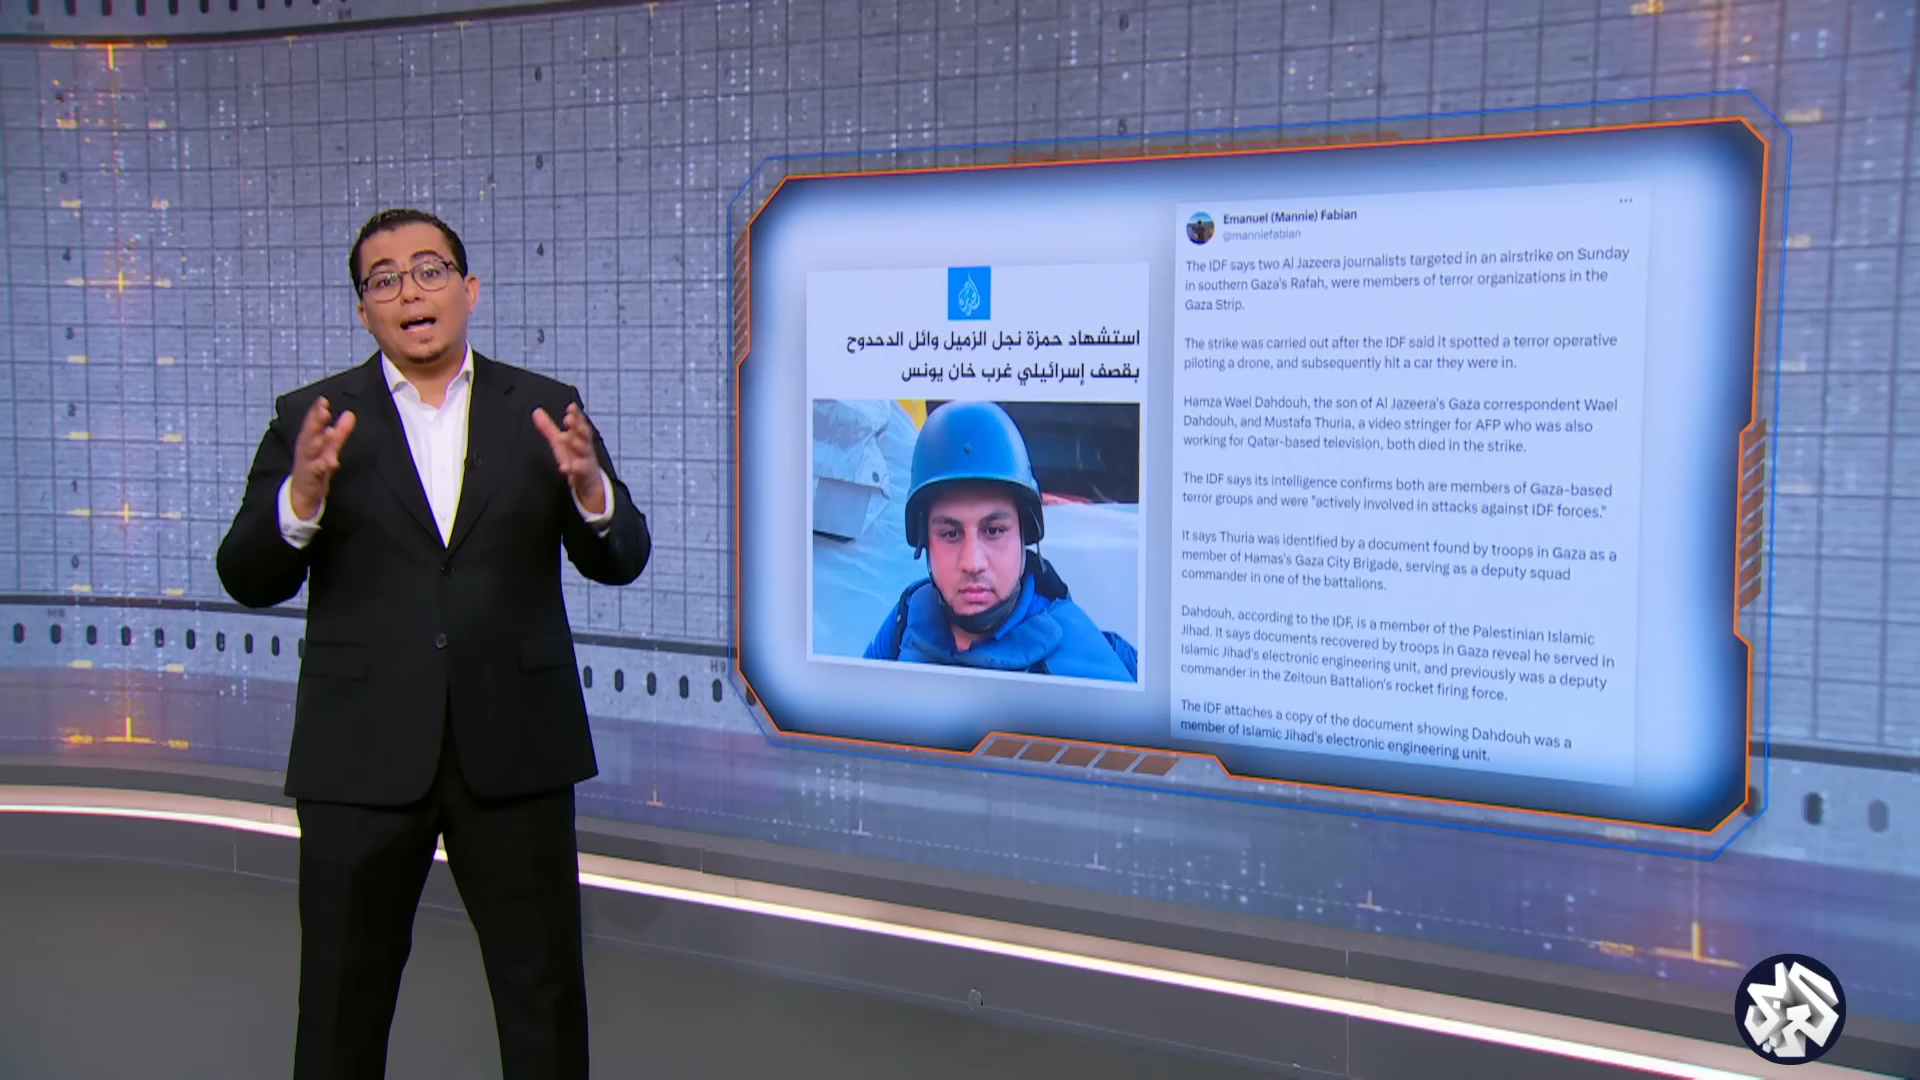 استشهاد حمزة نجل الزميل وائل الدحدوح
بقصف إسرائيلي غرب خان يونس
Emanuel (Mannie) Fabian
@manniefabian
The IDF says two Al Jazeera journalists targeted in an airstrike on Sunday
in southern Gaza's Rafah, were members of terror organizations in the
Gaza Strip.
The strike was carried out after the IDF said it spotted a terror operative
piloting a drone, and subsequently hit a car they were in.
Hamza Wael Dahdouh, the son of Al Jazeera's Gaza correspondent Wael
Dahdouh, and Mustafa Thuria, a video stringer for AFP who was also
working for Qatar-based television, both died in the strike.
The IDF says its intelligence confirms both are members of Gaza-based
terror groups and were "actively involved in attacks against IDF forces."
It says Thuria was identified by a document found by troops in Gaza as a
member of Hamas's Gaza City Brigade, serving as a deputy squad
commander in one of the battalions.
Dahdouh, according to the IDF, is a member of the Palestinian Islamic
Jihad. It says documents recovered by troops in Gaza reveal he served in
Islamic Jihad's electronic engineering unit, and previously was a deputy
commander in the Zeitoun Battalion's rocket firing force.
The IDF attaches a copy of the document showing Dahdouh was a
member of Islamic Jihad's electronic engineering unit.
العربي